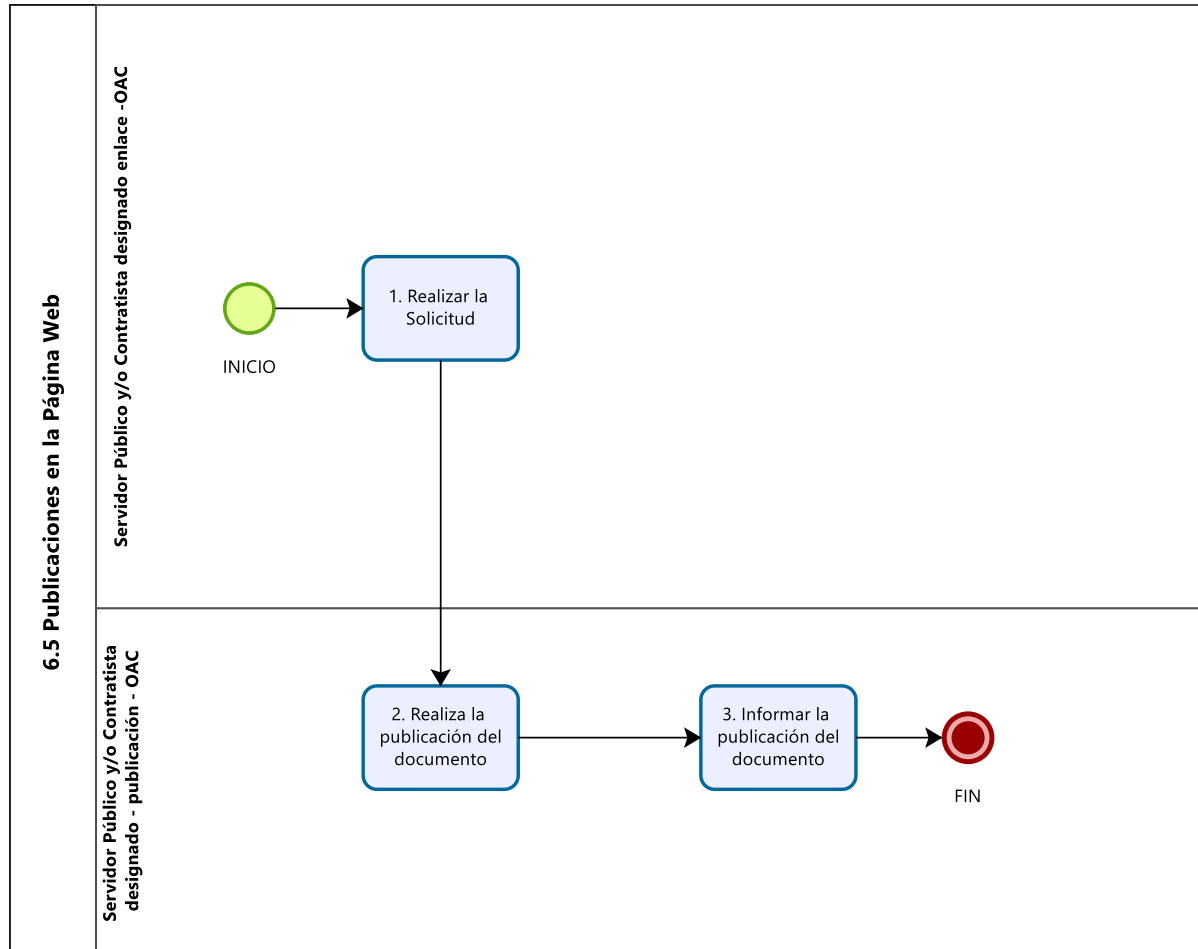 6.5 Publicaciones en la Página Web
Servidor Público y/o Contratista designado enlace -OAC
INICIO
1. Realizar la
Solicitud
Servidor Público y/o Contratista
designado - publicación - OAC
2. Realiza la
publicación del
documento
3. Informar la
publicación del
documento
FIN